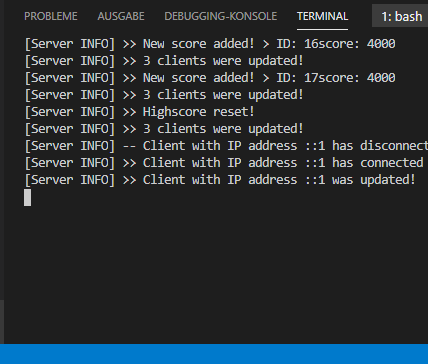 PROBLEME AUSGABE DEBUGGING-KONSOLE TERMINAL 1: bash
[Server INFO] >> New score added! > ID: 16score: 4000
[Server INFO] >> 3 clients were updated!
[Server INFO] >> New score added! > ID: 17score: 4000
[Server INFO] >> 3 clients were updated!
[Server INFO] >> Highscore reset!
[Server INFO] >> 3 clients were updated!
[Server INFO] -- Client with IP address ::1 has disconnect
[Server INFO] >> Client with IP address ::1 has connected
[Server INFO] >> Client with IP address ::1 was updated!